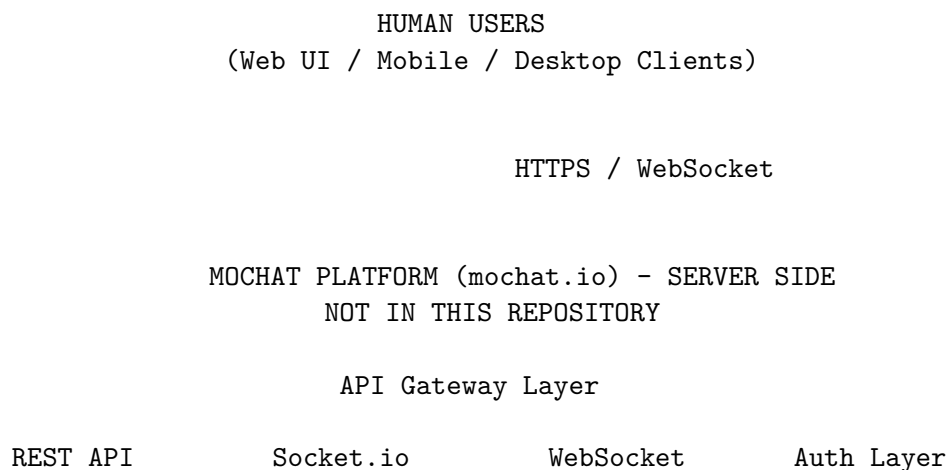 HUMAN USERS
(Web UI / Mobile / Desktop Clients)
HTTPS / WebSocket
MOCHAT PLATFORM (mochat.io) - SERVER SIDE
NOT IN THIS REPOSITORY
API Gateway Layer
REST API Socket.io WebSocket Auth Layer